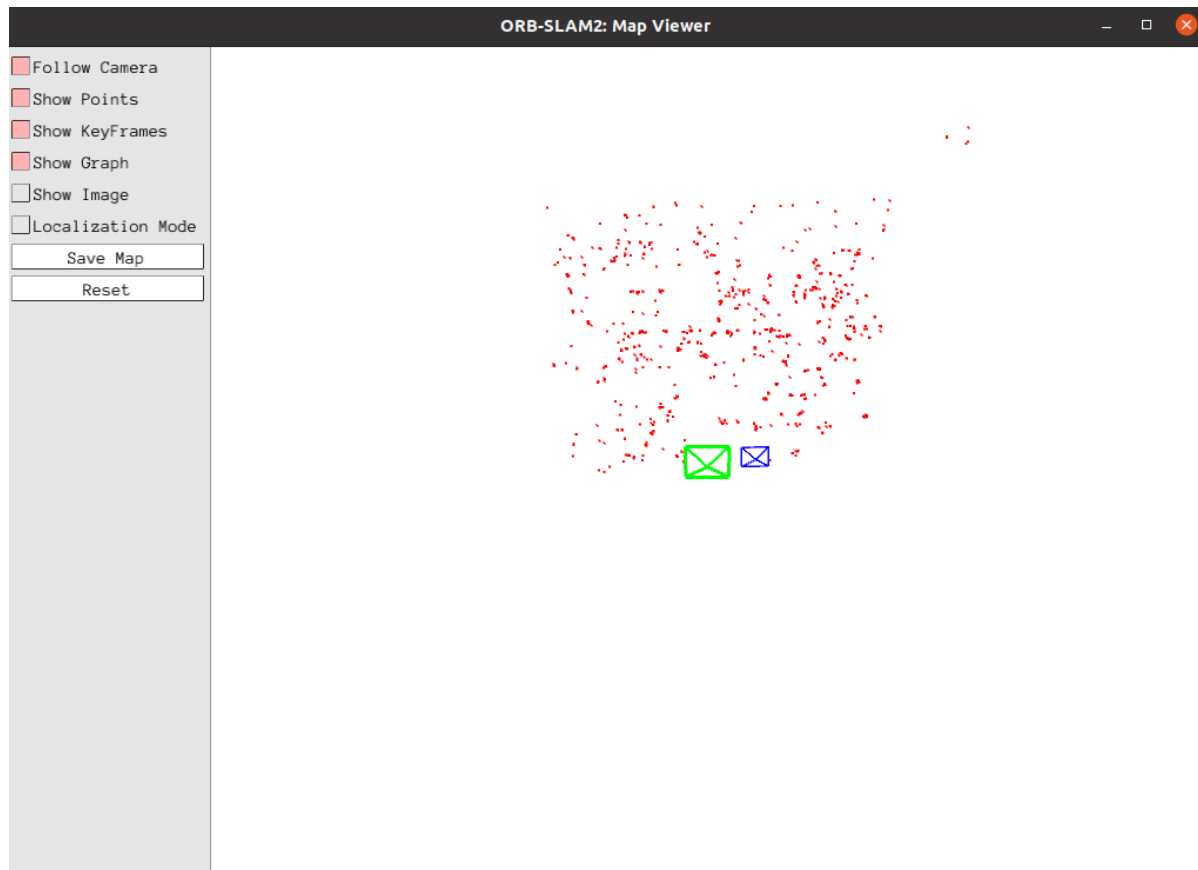 ORB-SLAM2: Map Viewer
Follow Camera
Show Points
Show KeyFrames
Show Graph
Show Image
Localization Mode
Save Map
Reset